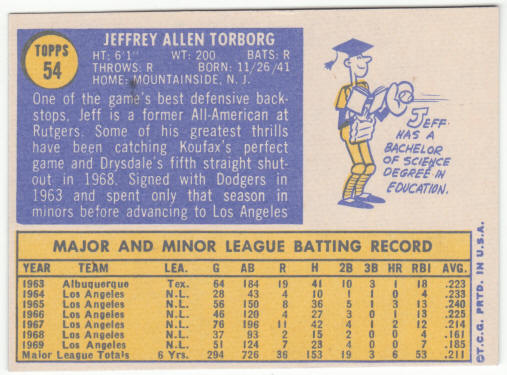 TOPPS
54
JEFFREY ALLEN TORBORG
HT: 6'1" WT: 200 BATS: R
THROWS: R BORN: 11/26/41
HOME: MOUNTAINSIDE, N. J.
One of the game's best defensive back-
stops, Jeff is a former All-American at
Rutgers. Some of his greatest thrills
have been catching Koufax's perfect
game and Drysdale's fifth straight shut-
out in 1968. Signed with Dodgers in
1963 and spent only that season in
minors before advancing to Los Angeles
JEFF
HAS A
BACHELOR
OF SCIENCE
DEGREE IN
EDUCATION.
MAJOR AND MINOR LEAGUE BATTING RECORD
YEAR TEAM LEA. G AB R H 2B 3B HR RBI AVG.
1963 Albuquerque Tex. 64 184 19 41 10 3 1 18 .223
1964 Los Angeles N.L. 28 43 4 10 1 1 0 4 .233
1965 Los Angeles N.L. 56 150 8 36 5 1 3 13 .240
1966 Los Angeles N.L. 46 120 4 27 3 0 1 13 .225
1967 Los Angeles N.L. 76 196 11 42 4 1 2 12 .214
1968 Los Angeles N.L. 37 93 2 15 2 0 0 4 .161
1969 Los Angeles N.L. 51 124 7 23 4 0 0 7 .185
Major League Totals 6 Yrs. 294 726 36 153 19 3 6 53 .211
©T.C.G. PRTD. IN U.S.A.